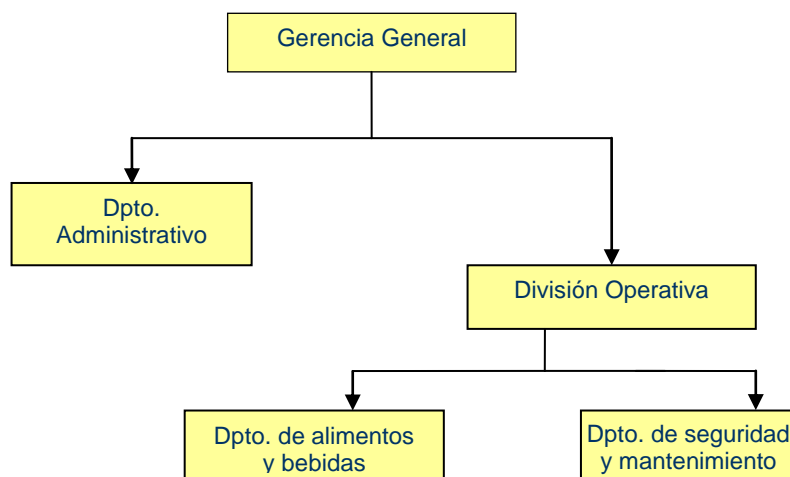 Gerencia General
Dpto.
Administrativo
División Operativa
Dpto. de alimentos
y bebidas
Dpto. de seguridad
y mantenimiento